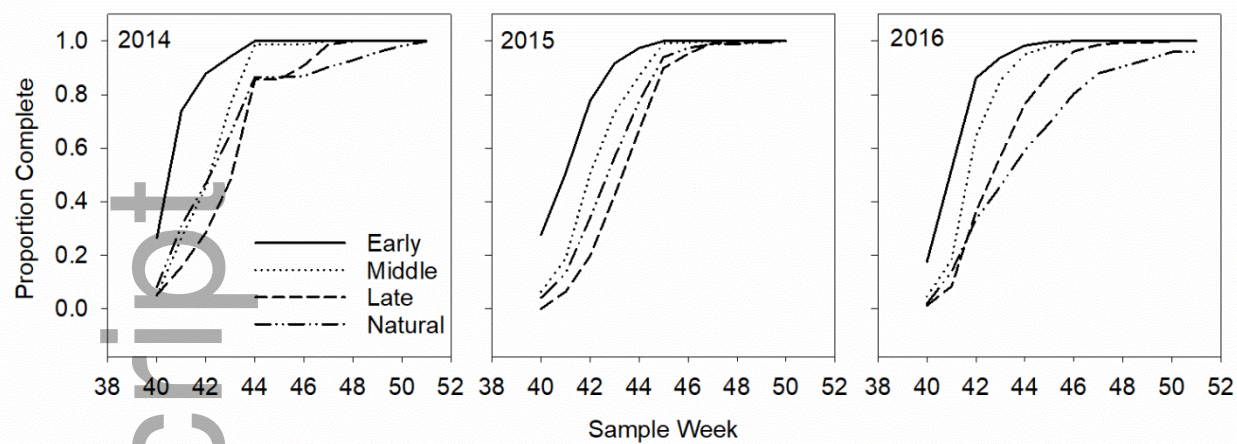 2014
2015
2016
Proportion Complete
1.0
0.8
0.6
0.4
0.2
0.0
Early
Middle
Late
Natural
38 40 42 44 46 48 50 52
38 40 42 44 46 48 50 52
38 40 42 44 46 48 50 52
Sample Week
cript